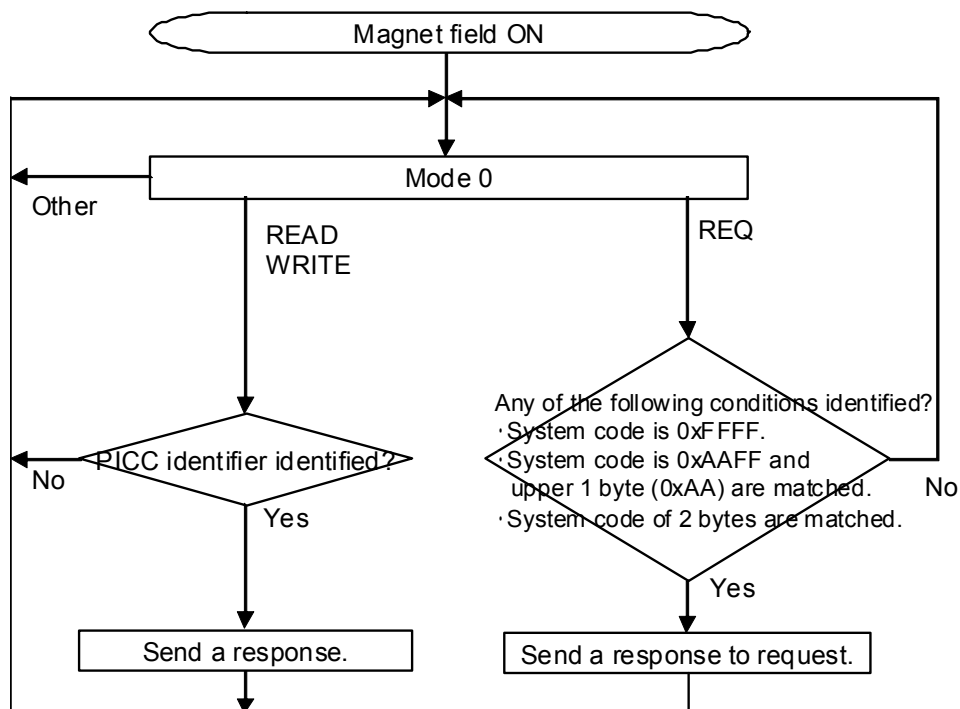 Magnet field ON
Mode 0
Other
READ
WRITE
REQ
Any of the following conditions identified?
·System code is 0xFFFF.
·System code is 0xAAFF and
upper 1 byte (0xAA) are matched.
·System code of 2 bytes are matched.
PICC identifier identified?
No
Yes
No
Yes
Send a response.
Send a response to request.